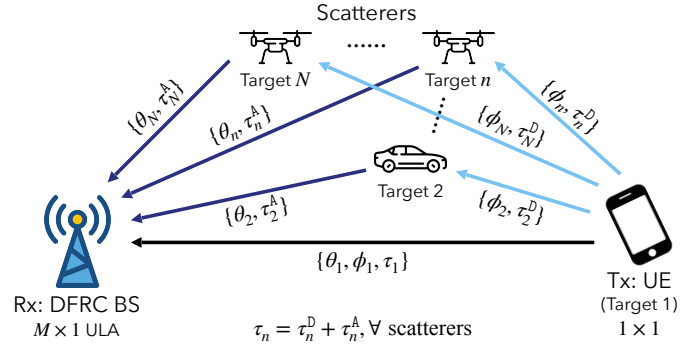 Scatterers
Target N
Target n
{θ_N, τ_N^A}
{θ_n, τ_n^A}
{ϕ_N, τ_N^D}
{ϕ_n, τ_n^D}
Target 2
{θ_2, τ_2^A}
{ϕ_2, τ_2^D}
{θ_1, ϕ_1, τ_1}
Rx: DFRC BS
M × 1 ULA
Tx: UE
(Target 1)
1 × 1
τ_n = τ_n^D + τ_n^A, ∀ scatterers